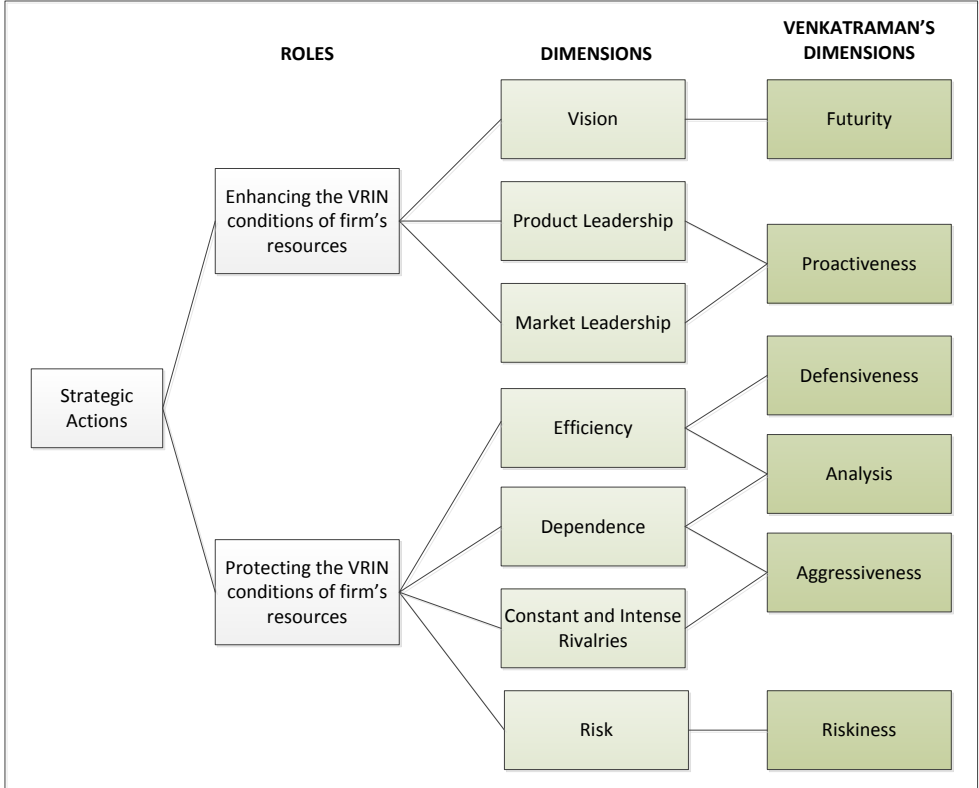 ROLES
DIMENSIONS
VENKATRAMAN'S
DIMENSIONS
Strategic
Actions
Enhancing the VRIN
conditions of firm's
resources
Protecting the VRIN
conditions of firm's
resources
Vision
Product Leadership
Market Leadership
Efficiency
Dependence
Constant and Intense
Rivalries
Risk
Futurity
Proactiveness
Defensiveness
Analysis
Aggressiveness
Riskiness